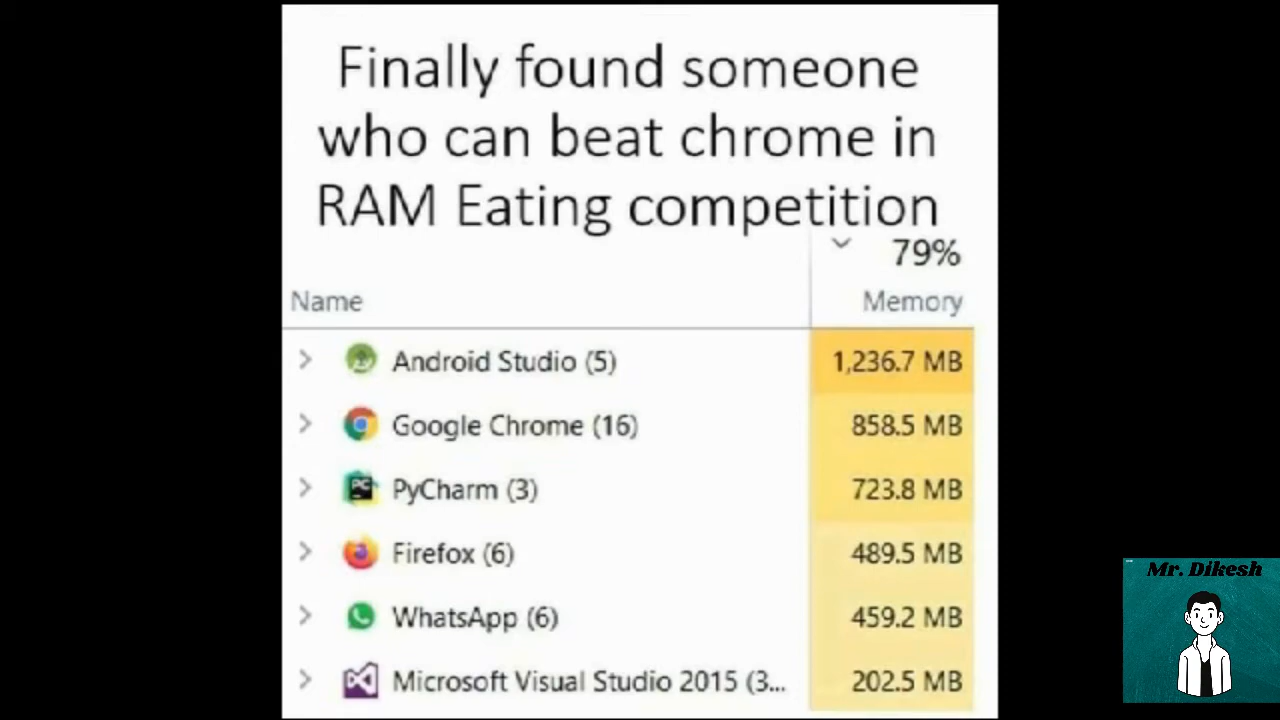 Finally found someone
who can beat chrome in
RAM Eating competition
79%
Name Memory
Android Studio (5) 1,236.7 MB
Google Chrome (16) 858.5 MB
PyCharm (3) 723.8 MB
Firefox (6) 489.5 MB
WhatsApp (6) 459.2 MB
Microsoft Visual Studio 2015 (3... 202.5 MB
Mr. Dikesh